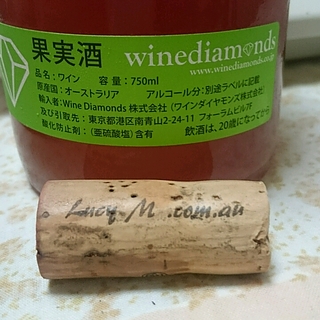 果実酒 winediamonds
www.winediamonds.co.jp
品名：ワイン 容量：750ml
原産国：オーストラリア アルコール分：別途ラベルに記載
輸入者：Wine Diamonds 株式会社（ワインダイヤモンズ株式会社）
及び引取先：東京都港区南青山2-24-11 フォーラムビル7F
酸化防止剤：（亜硫酸塩）含有 飲酒は、20歳になってから
Lucy M .com.au